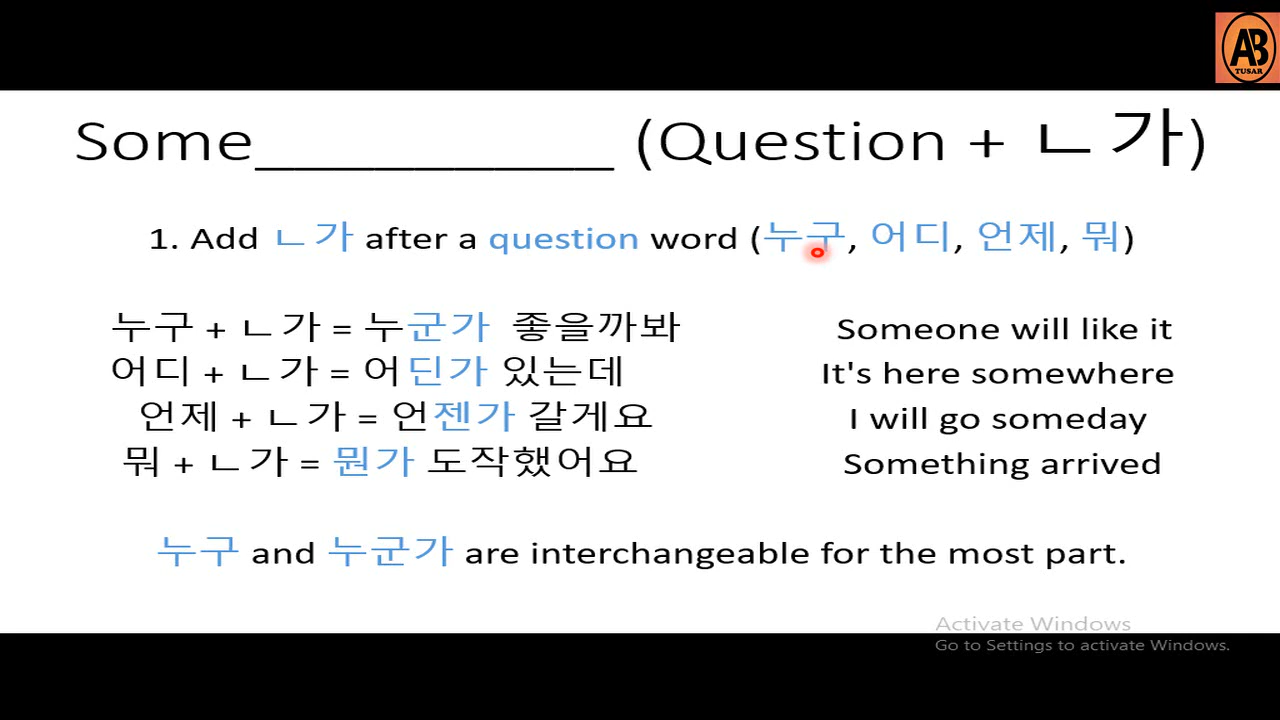 AB
TUSAR
Some__________ (Question + ㄴ가)
1. Add ㄴ가 after a question word (누구, 어디, 언제, 뭐)
누구 + ㄴ가 = 누군가 좋을까봐 Someone will like it
어디 + ㄴ가 = 어딘가 있는데 It's here somewhere
언제 + ㄴ가 = 언젠가 갈게요 I will go someday
뭐 + ㄴ가 = 뭔가 도작했어요 Something arrived
누구 and 누군가 are interchangeable for the most part.
Activate Windows
Go to Settings to activate Windows.